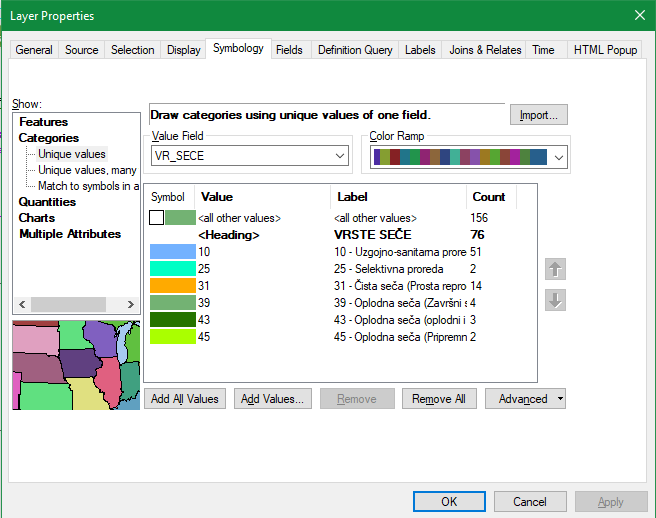 Layer Properties
General Source Selection Display Symbology Fields Definition Query Labels Joins & Relates Time HTML Popup
Show:
Features
Categories
Unique values
Unique values, many
Match to symbols in a
Quantities
Charts
Multiple Attributes
Draw categories using unique values of one field.
Import...
Value Field
VR_SECE
Color Ramp
Symbol Value Label Count
<all other values> <all other values> 156
<Heading> VRSTE SEČE 76
10 10 - Uzgojno-sanitarna prore 51
25 25 - Selektivna proreda 2
31 31 - Čista seča (Prosta repro 14
39 39 - Oplodna seča (Završni s 4
43 43 - Oplodna seča (oplodni i 3
45 45 - Oplodna seča (Pripremn 2
Add All Values Add Values... Remove Remove All Advanced
OK Cancel Apply